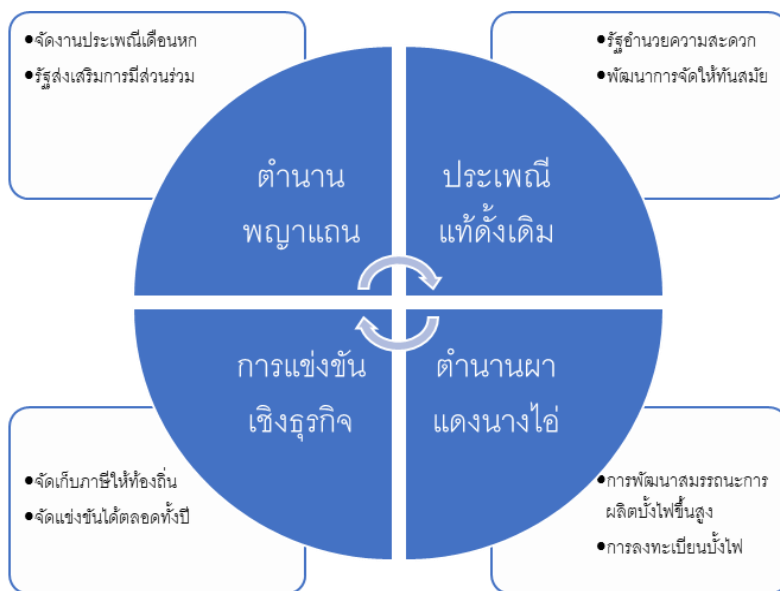 •จัดงานประเพณีเดือนหก
•รัฐส่งเสริมการมีส่วนร่วม
•รัฐอำนวยความสะดวก
•พัฒนาการจัดให้ทันสมัย
ตำนาน
พญาแถน
ประเพณี
แท้ดั้งเดิม
การแข่งขัน
เชิงธุรกิจ
ตำนานผา
แดงนางไอ่
•จัดเก็บภาษีให้ท้องถิ่น
•จัดแข่งขันได้ตลอดทั้งปี
•การพัฒนาสมรรถนะการ
ผลิตบั้งไฟขึ้นสูง
•การลงทะเบียนบั้งไฟ